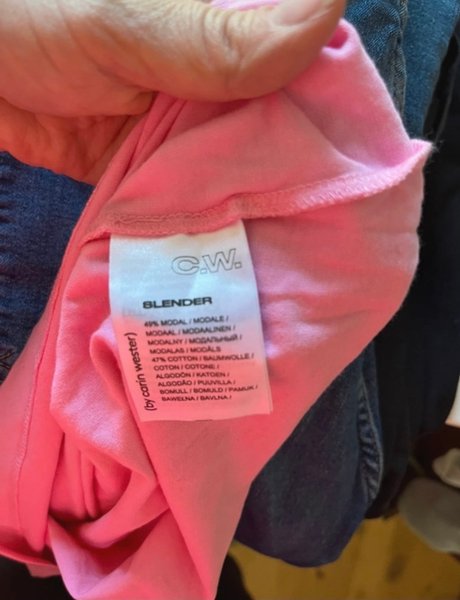 C.W.
SLENDER
49% MODAL / MODALE /
MODAAL / MODAALINEN /
MODALNY / МОДАЛЬНЫЙ /
MODALAS / MODĀLS
47% COTTON / BAUMWOLLE /
COTON / COTONE /
ALGODÓN / KATOEN /
ALGODÃO / PUUVILLA /
BOMULL / BOMULD / PAMUK /
BAWEŁNA / BAVLNA /
(by carin wester)